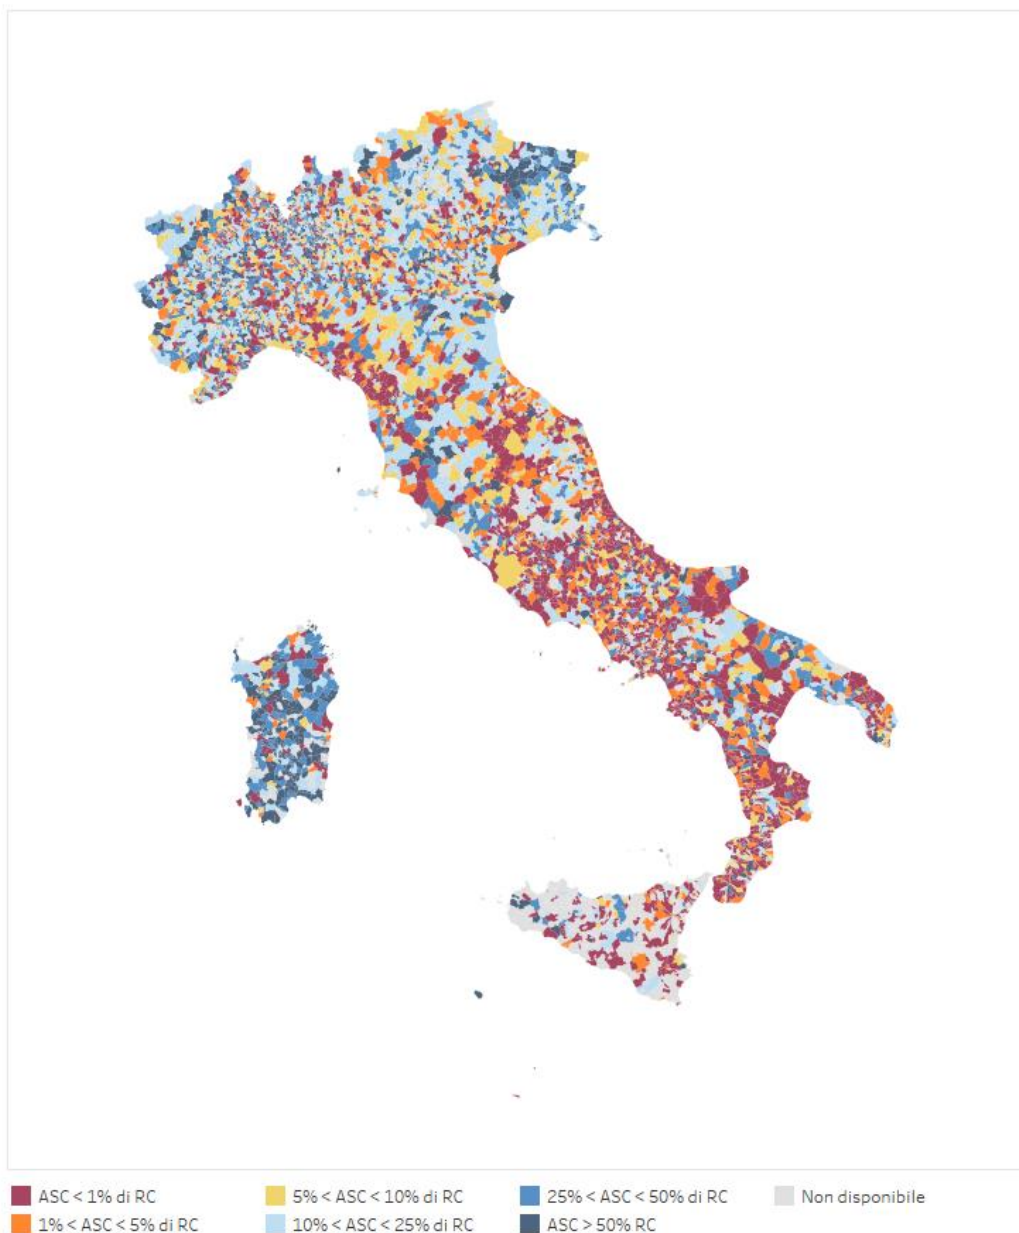 ASC < 1% di RC
5% < ASC < 10% di RC
25% < ASC < 50% di RC
Non disponibile
1% < ASC < 5% di RC
10% < ASC < 25% di RC
ASC > 50% RC